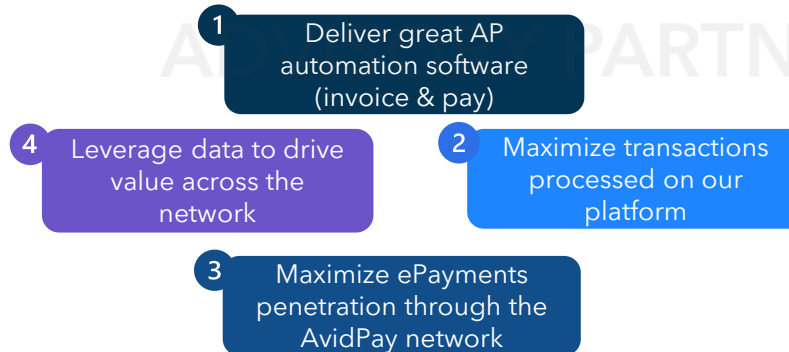 1
Deliver great AP
automation software
(invoice & pay)
2
Maximize transactions
processed on our
platform
3
Maximize ePayments
penetration through the
AvidPay network
4
Leverage data to drive
value across the
network